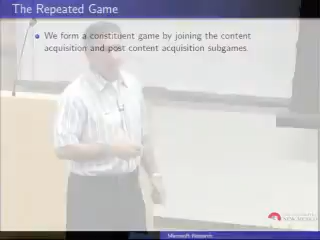 The Repeated Game
We form a constituent game by joining the content
acquisition and post content acquisition subgames.
Microsoft Research